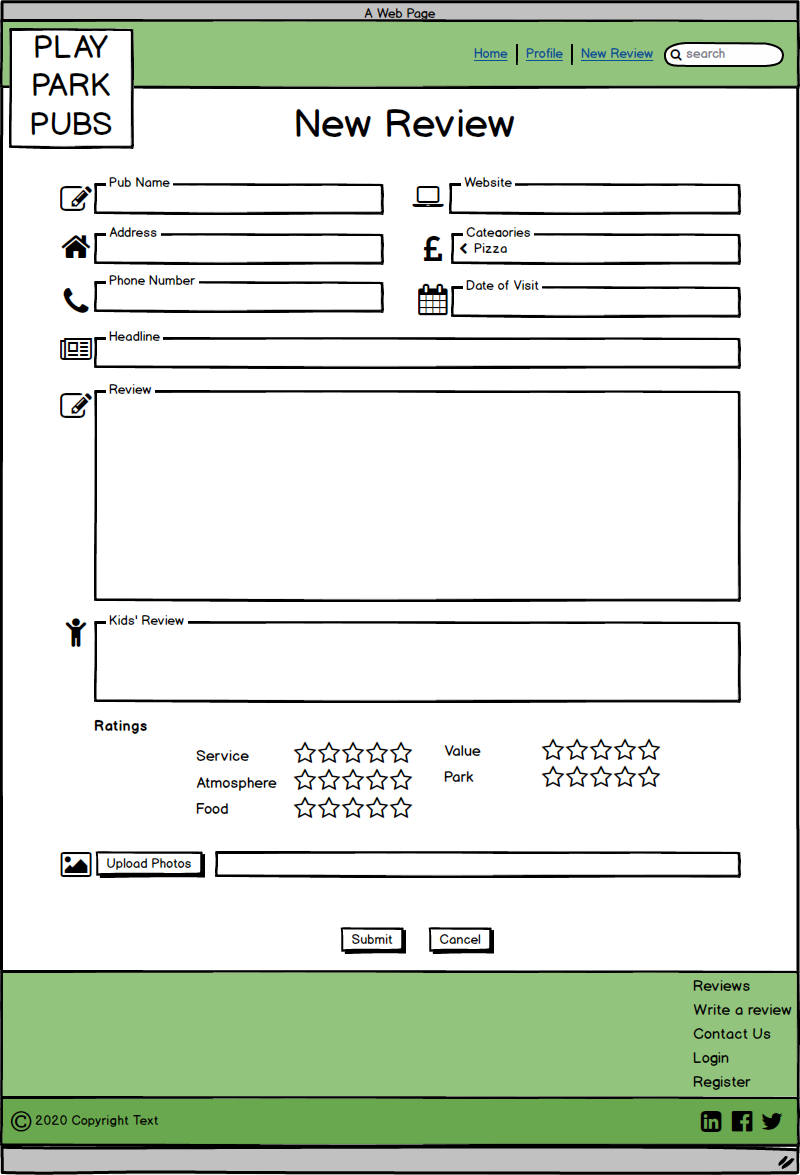 A Web Page
PLAY
PARK
PUBS
Home Profile New Review search
New Review
Pub Name Website
Address Categories
Pizza
Phone Number Date of Visit
Headline
Review
Kids' Review
Ratings
Service Value
Atmosphere Park
Food
Upload Photos
Submit Cancel
Reviews
Write a review
Contact Us
Login
Register
© 2020 Copyright Text